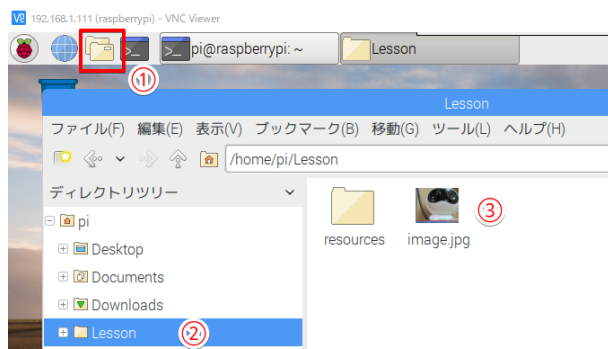 192.168.1.111 (raspberrypi) - VNC Viewer
pi@raspberrypi: ~
Lesson
①
Lesson
ファイル(F) 編集(E) 表示(V) ブックマーク(B) 移動(G) ツール(L) ヘルプ(H)
/home/pi/Lesson
ディレクトリツリー
pi
Desktop
Documents
Downloads
Lesson
②
resources
image.jpg
③